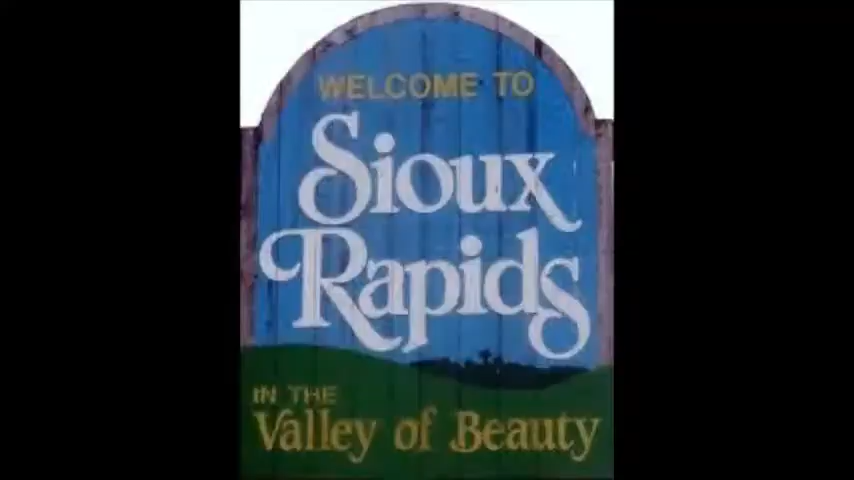 WELCOME TO
Sioux
Rapids
IN THE
Valley of Beauty